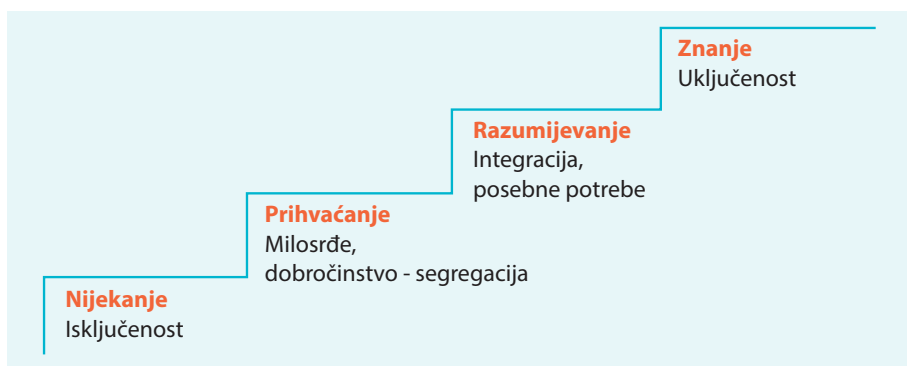 Znanje
Uključenost
Razumijevanje
Integracija,
posebne potrebe
Prihvaćanje
Milosrđe,
dobročinstvo - segregacija
Nijekanje
Isključenost